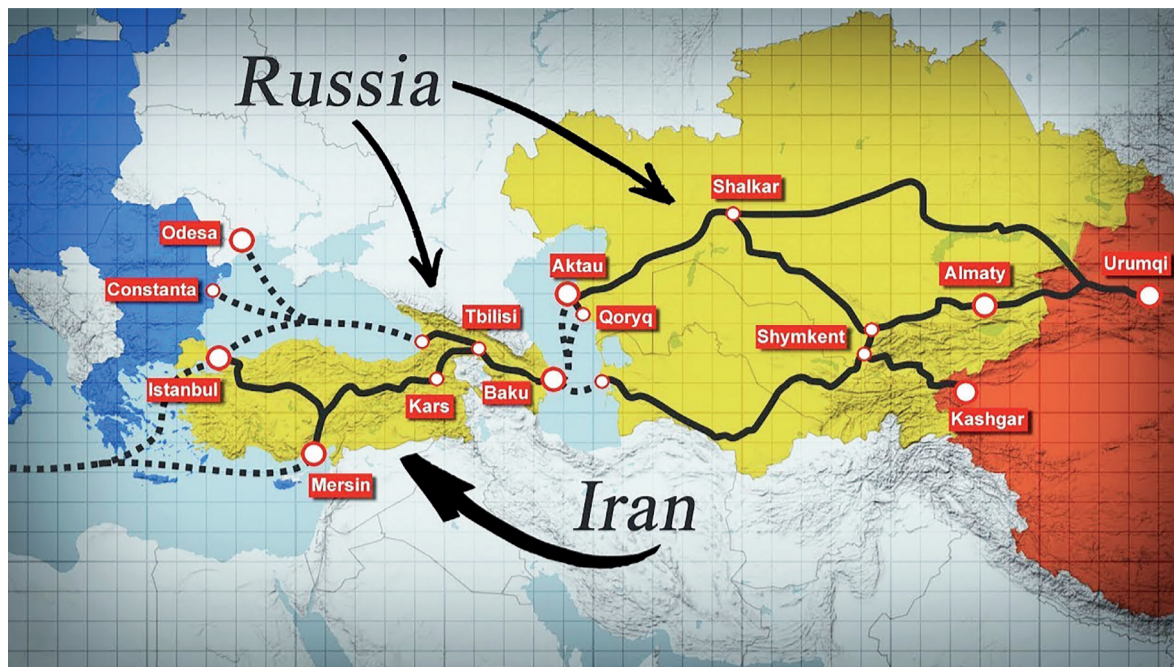 Russia
Shalkar
Odesa
Aktau
Almaty
Urumqi
Constanta
Tbilisi
Qoryq
Shymkent
Istanbul
Kars
Baku
Kashgar
Mersin
Iran